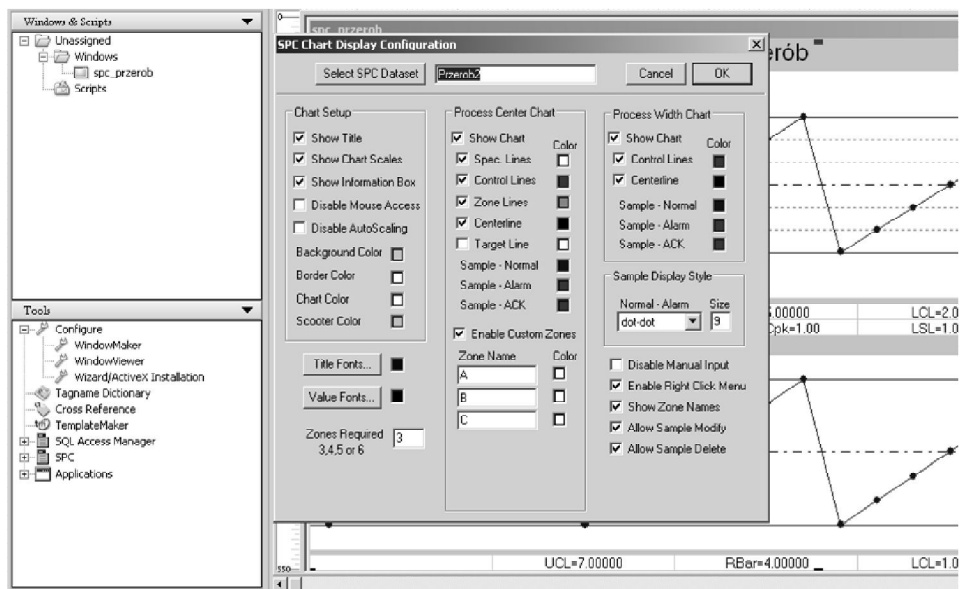 Windows & Scripts
Unassigned
Windows
spc_przerob
Scripts
Tools
Configure
WindowMaker
WindowViewer
Wizard/ActiveX Installation
Tagname Dictionary
Cross Reference
TemplateMaker
SQL Access Manager
SPC
Applications
0
spc_przerob
erób
SPC Chart Display Configuration
Select SPC Dataset
Przerob2
Cancel
OK
Chart Setup
Show Title
Show Chart Scales
Show Information Box
Disable Mouse Access
Disable AutoScaling
Background Color
Border Color
Chart Color
Scooter Color
Title Fonts...
Value Fonts...
Zones Required
3,4,5 or 6
3
Process Center Chart
Show Chart
Color
Spec. Lines
Control Lines
Zone Lines
Centerline
Target Line
Sample - Normal
Sample - Alarm
Sample - ACK
Enable Custom Zones
Zone Name
Color
A
B
C
Process Width Chart
Show Chart
Color
Control Lines
Centerline
Sample - Normal
Sample - Alarm
Sample - ACK
Sample Display Style
Normal - Alarm
Size
dot-dot
9
Disable Manual Input
Enable Right Click Menu
Show Zone Names
Allow Sample Modify
Allow Sample Delete
.00000
LCL=2.0
Cpk=1.00
LSL=1.0
550
UCL=7.00000
RBar=4.00000
LCL=1.0